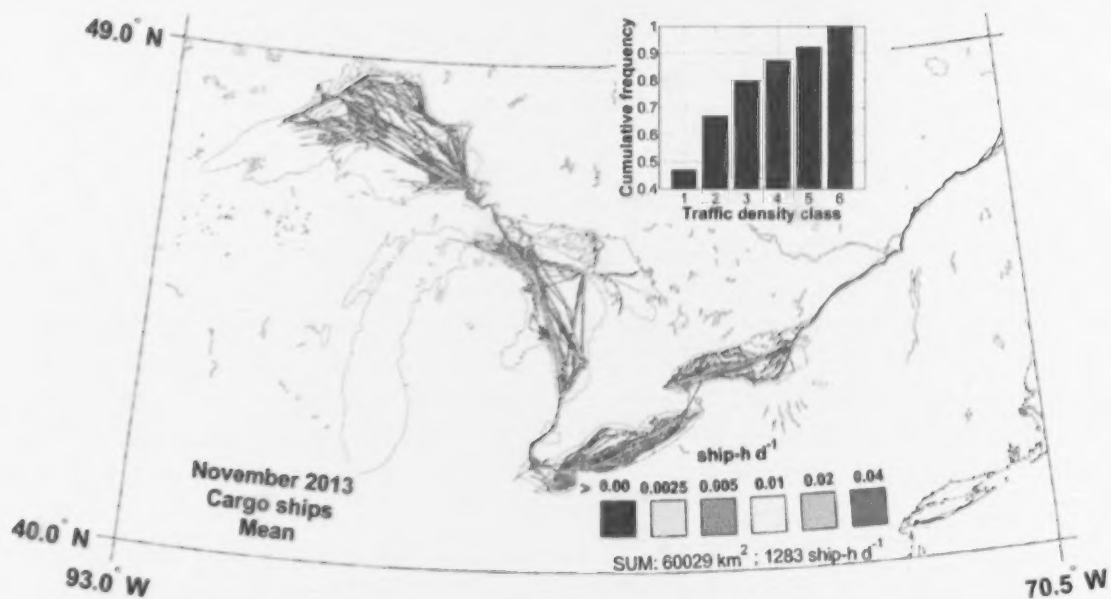 49.0° N
Cumulative frequency
1
0.9
0.8
0.7
0.6
0.5
0.4
1 2 3 4 5 6
Traffic density class
November 2013
Cargo ships
Mean
ship-h d⁻¹
> 0.00 0.0025 0.005 0.01 0.02 0.04
SUM: 60029 km² ; 1283 ship-h d⁻¹
40.0° N
93.0° W
70.5° W